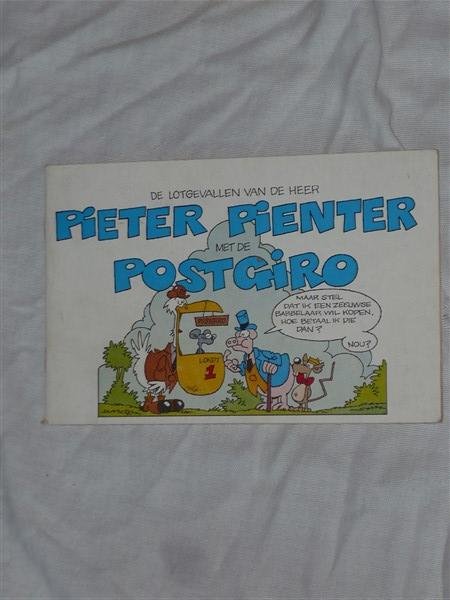 DE LOTGEVALLEN VAN DE HEER
PIETER PIENTER
MET DE
POSTGIRO
MAAR STEL
DAT IK EEN ZEEUWSE
BABBELAAR WIL KOPEN,
HOE BETAAL IK DIE
DAN?
NOU?
LOKET
1